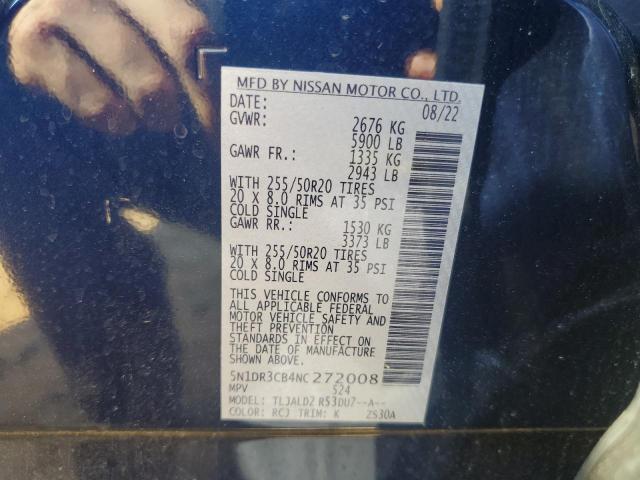 MFD BY NISSAN MOTOR CO., LTD.
DATE: 08/22
GVWR: 2676 KG
5900 LB
GAWR FR.: 1335 KG
2943 LB
WITH 255/50R20 TIRES
20 X 8.0 RIMS AT 35 PSI
COLD SINGLE
GAWR RR.: 1530 KG
3373 LB
WITH 255/50R20 TIRES
20 X 8.0 RIMS AT 35 PSI
COLD SINGLE
THIS VEHICLE CONFORMS TO
ALL APPLICABLE FEDERAL
MOTOR VEHICLE SAFETY AND
THEFT PREVENTION
STANDARDS IN EFFECT ON
THE DATE OF MANUFACTURE
SHOWN ABOVE.
5N1DR3CB4NC272008
MPV S24
MODEL: TLJALDZ R53DU7--A--
COLOR: RCJ TRIM: K ZS30A